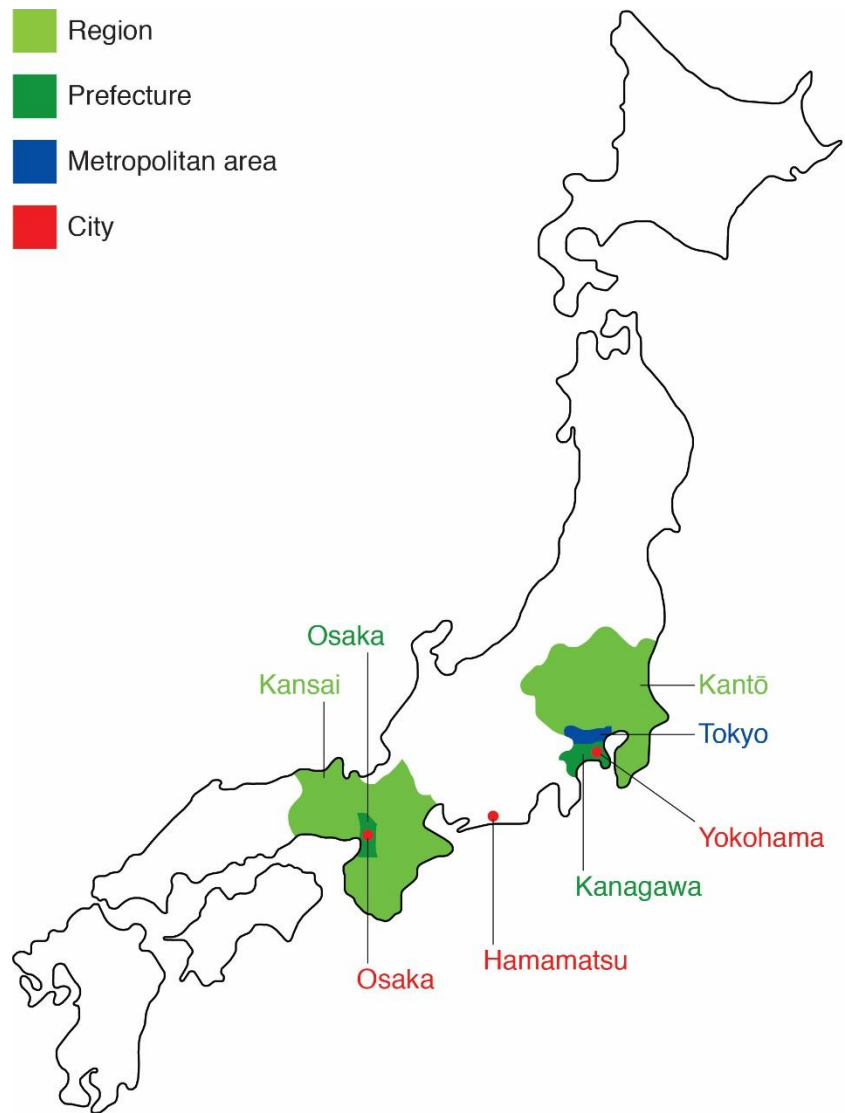 Region
Prefecture
Metropolitan area
City
Osaka
Kansai
Kantō
Tokyo
Yokohama
Kanagawa
Hamamatsu
Osaka